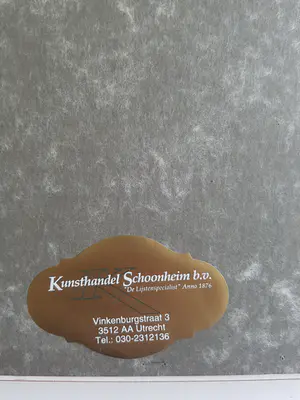 Kunsthandel Schoonheim b.v.
"De Lijstenspecialist" Anno 1876
Vinkenburgstraat 3
3512 AA Utrecht
Tel.: 030-2312136